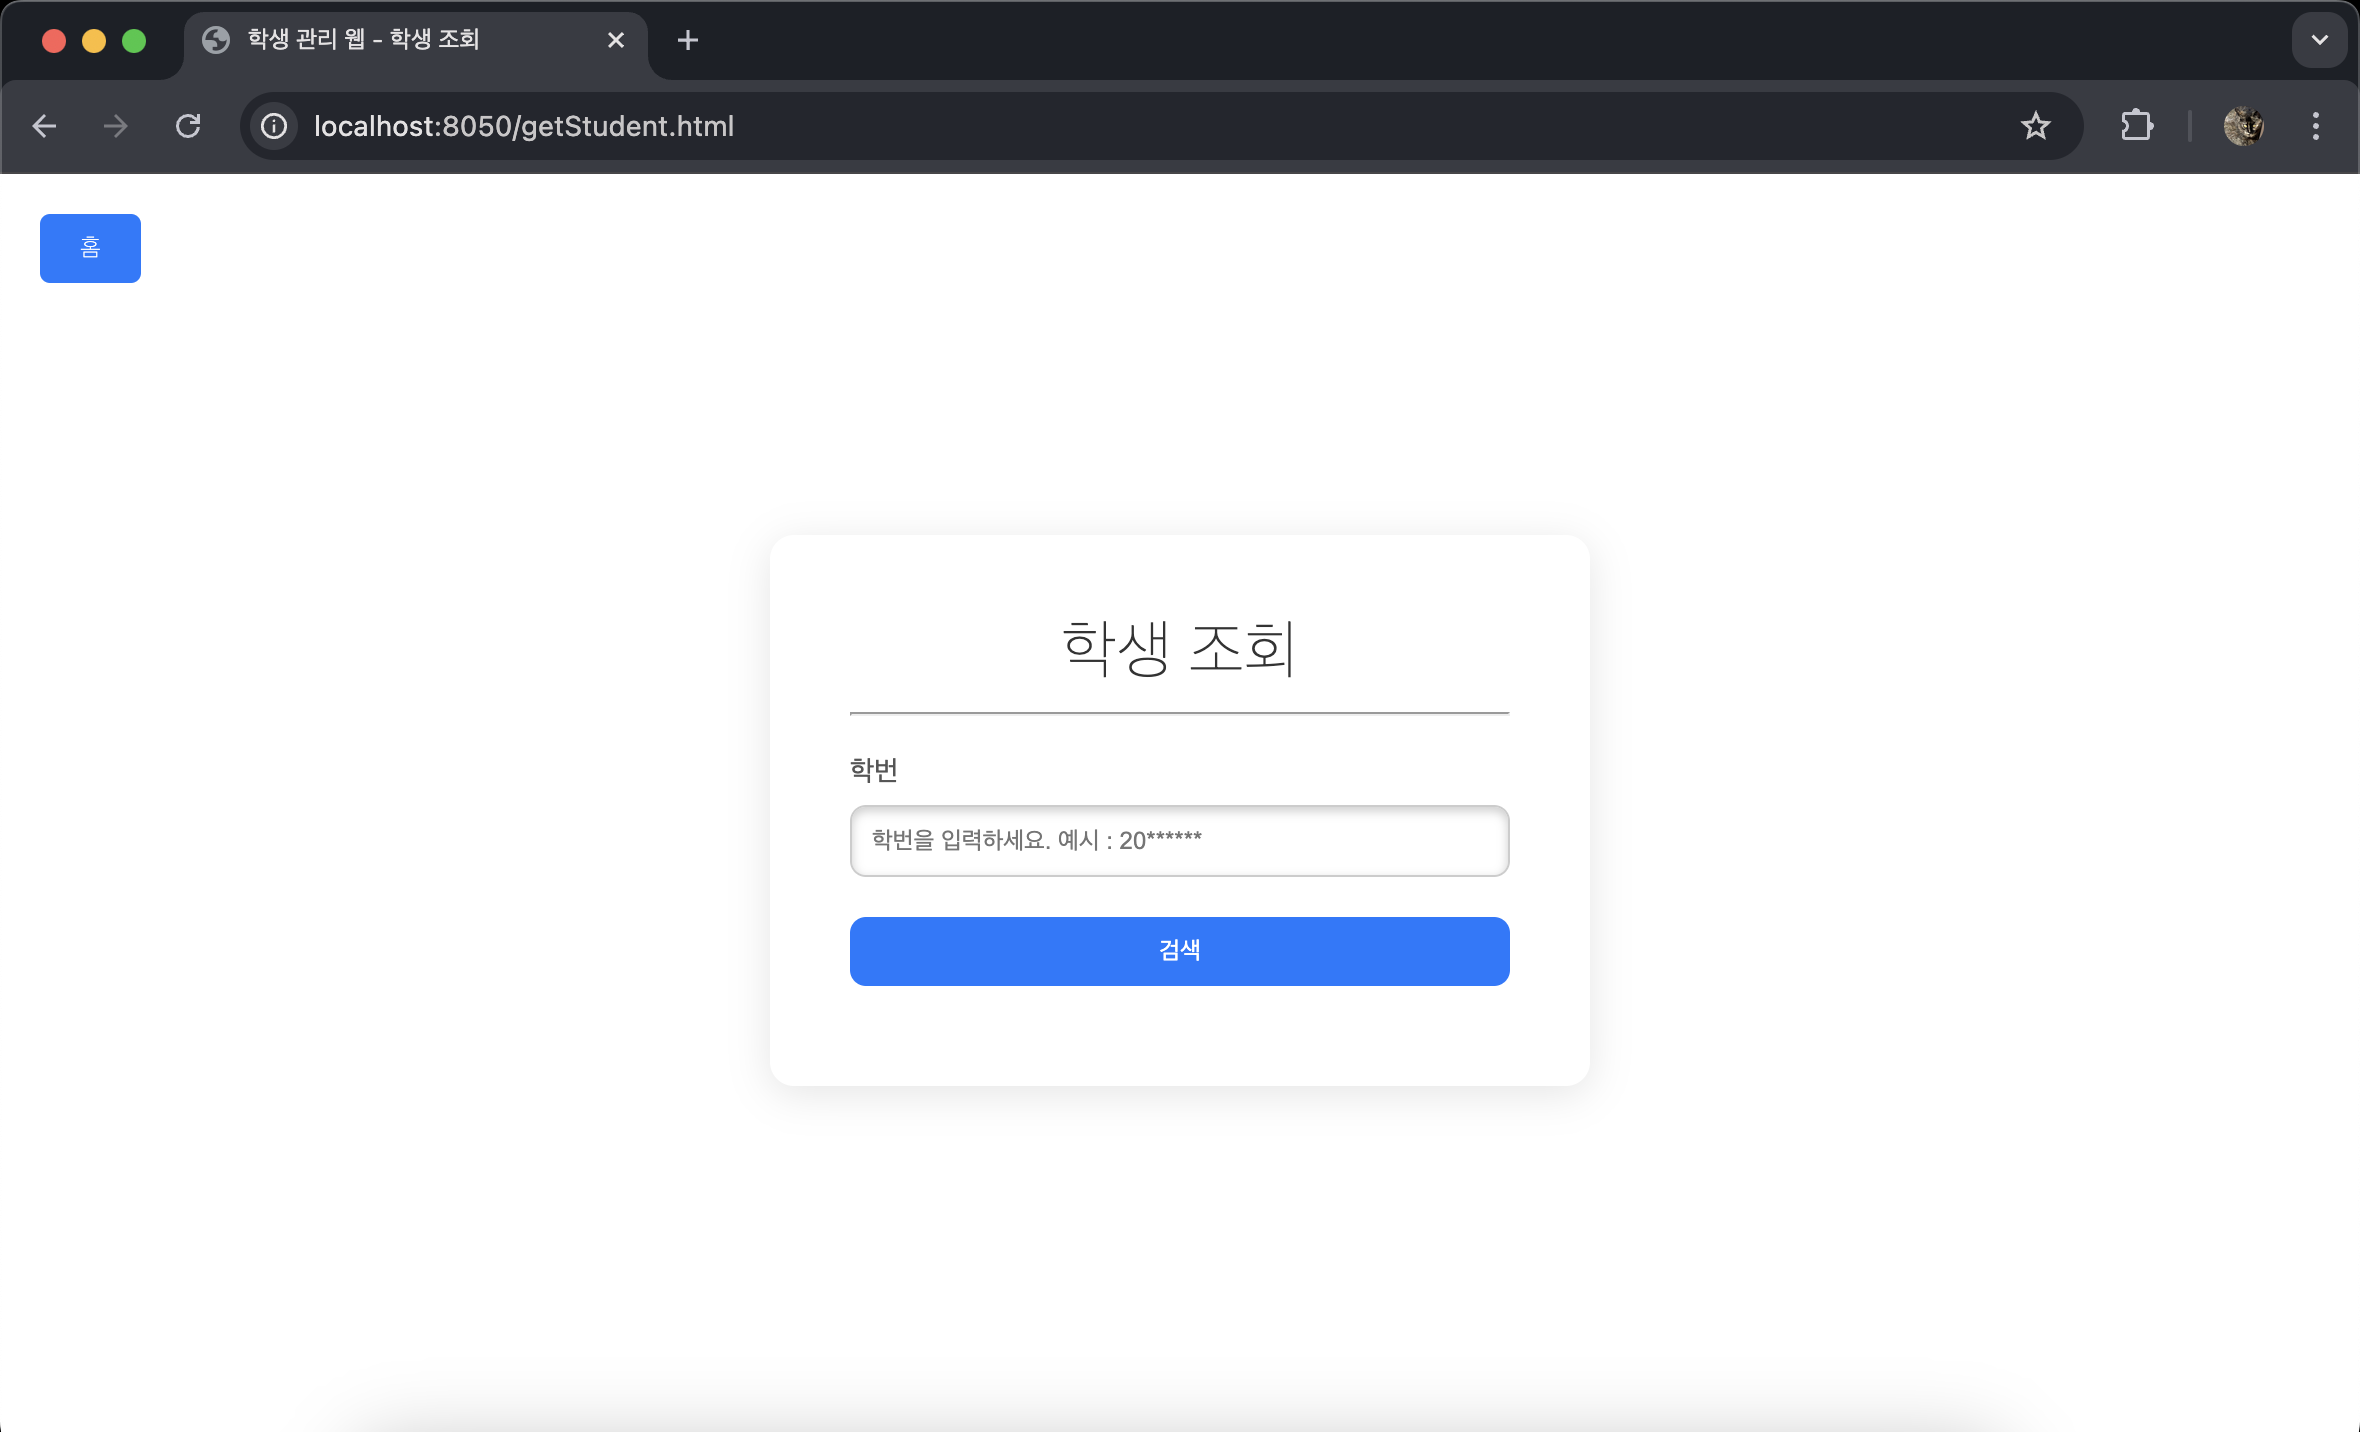 학생 관리 웹 - 학생 조회
localhost:8050/getStudent.html
홈
학생 조회
학번
학번을 입력하세요. 예시 : 20******
검색